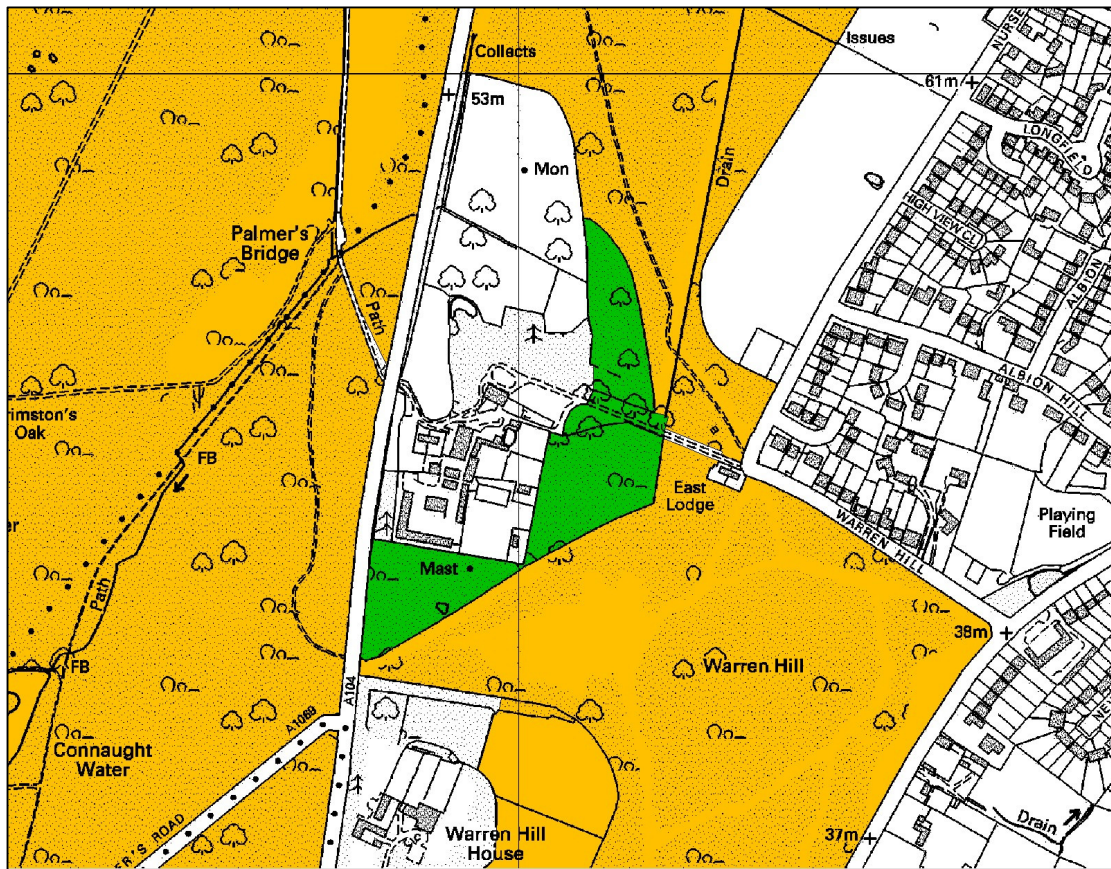 Collects
53m
Issues
61m
LONGFIELD
Mon
Drain
Palmer's
Bridge
HIGH VIEW CL
Path
ALBION
ALBION HILL
Oak
FB
East
Lodge
WARREN HILL
Playing
Field
Mast
Path
38m
FB
Warren Hill
A104
A1069
Connaught
Water
Warren Hill
House
37m
Drain
ROAD